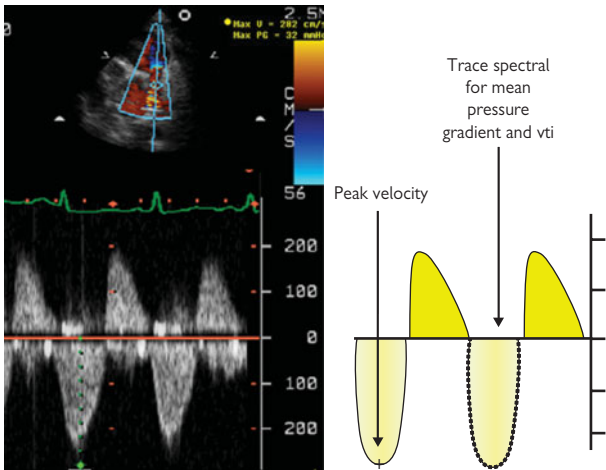 2.5M
Max V = 282 cm/s
Max PG = 32 mmHg
C
M
/
S
56
200
100
0
100
200
Trace spectral
for mean
pressure
gradient and vti
Peak velocity